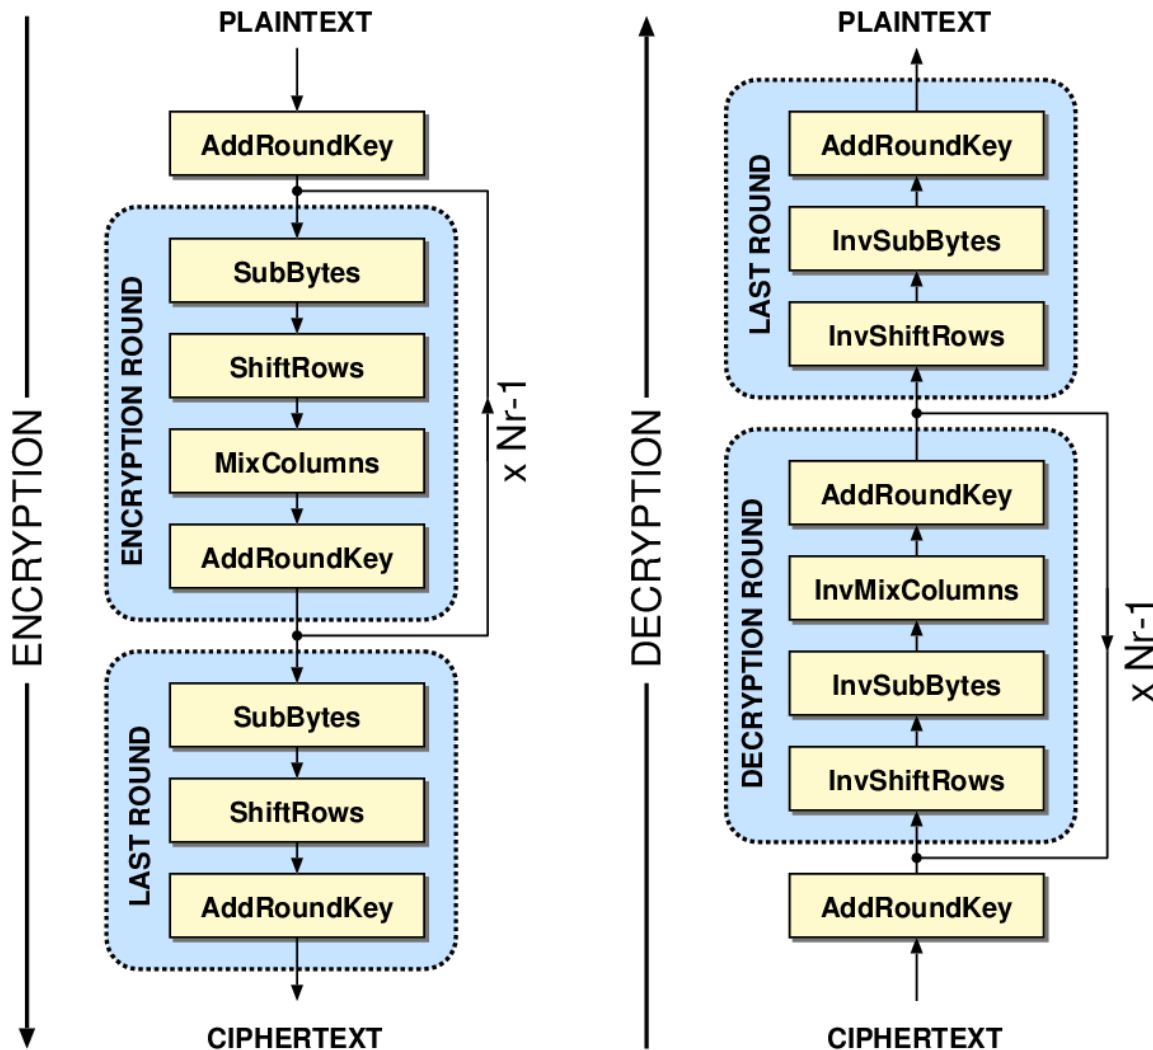 PLAINTEXT
AddRoundKey
SubBytes
ShiftRows
MixColumns
AddRoundKey
ENCRYPTION ROUND
x Nr-1
SubBytes
ShiftRows
AddRoundKey
LAST ROUND
CIPHERTEXT
ENCRYPTION
PLAINTEXT
AddRoundKey
InvSubBytes
InvShiftRows
LAST ROUND
AddRoundKey
InvMixColumns
InvSubBytes
InvShiftRows
DECRYPTION ROUND
x Nr-1
AddRoundKey
CIPHERTEXT
DECRYPTION